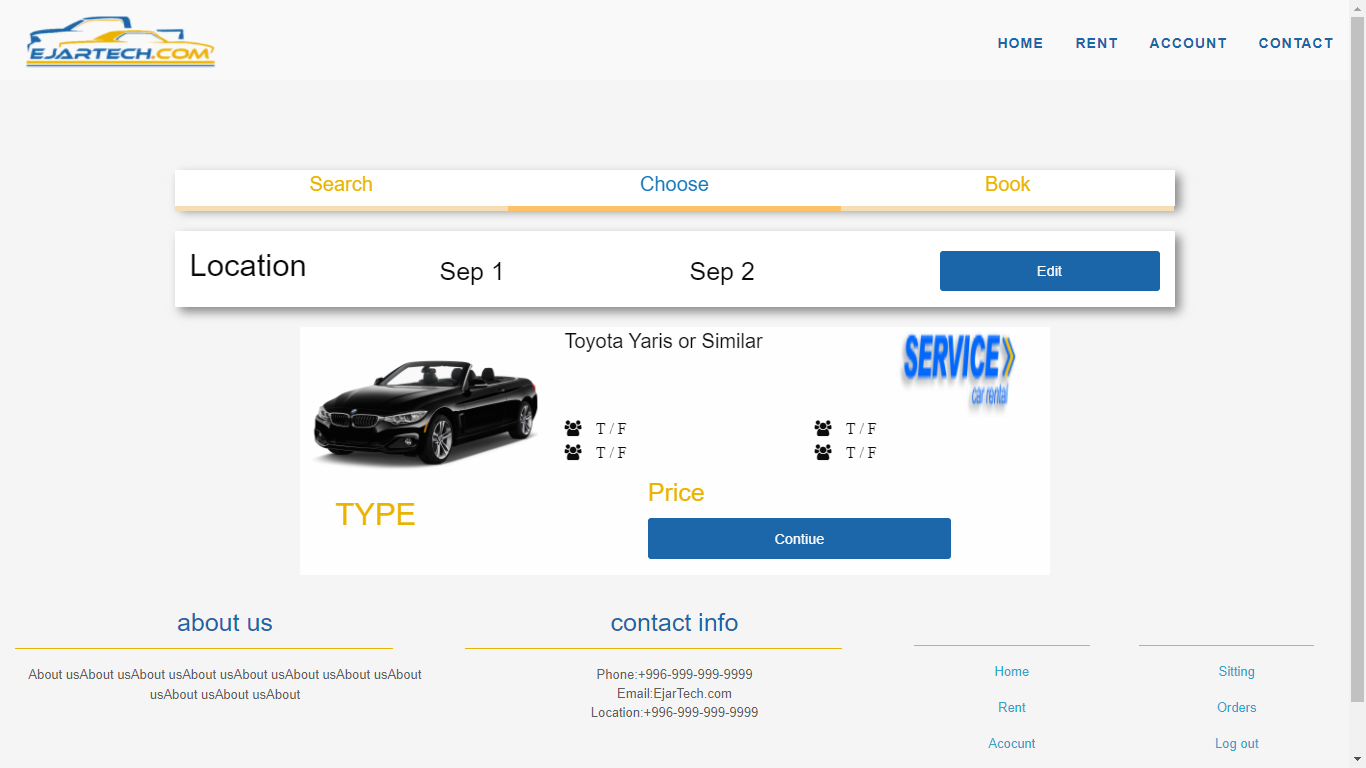 EJARTECH.COM
HOME RENT ACCOUNT CONTACT
Search Choose Book
Location Sep 1 Sep 2 Edit
Toyota Yaris or Similar
SERVICE
car rental
T / F T / F
T / F T / F
Price
TYPE
Contiue
about us
About usAbout usAbout usAbout usAbout usAbout usAbout usAbout
usAbout usAbout usAbout
contact info
Phone:+996-999-999-9999
Email:EjarTech.com
Location:+996-999-999-9999
Home
Rent
Acocunt
Sitting
Orders
Log out